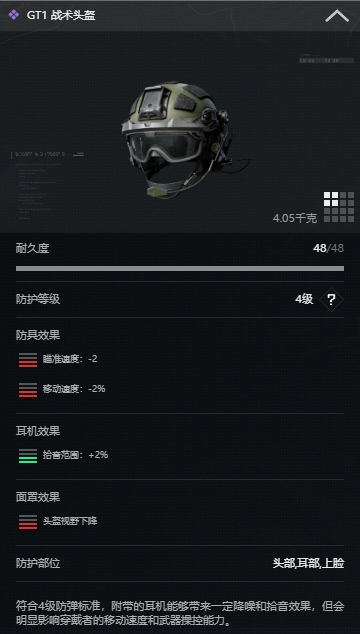 GT1 战术头盔
4.05千克
耐久度 48/48
防护等级 4级 ?
防具效果
瞄准速度：-2
移动速度：-2%
耳机效果
拾音范围：+2%
面罩效果
头盔视野下降
防护部位 头部,耳部,上脸
符合4级防弹标准，附带的耳机能够带来一定降噪和拾音效果，但会
明显影响穿戴者的移动速度和武器操控能力。